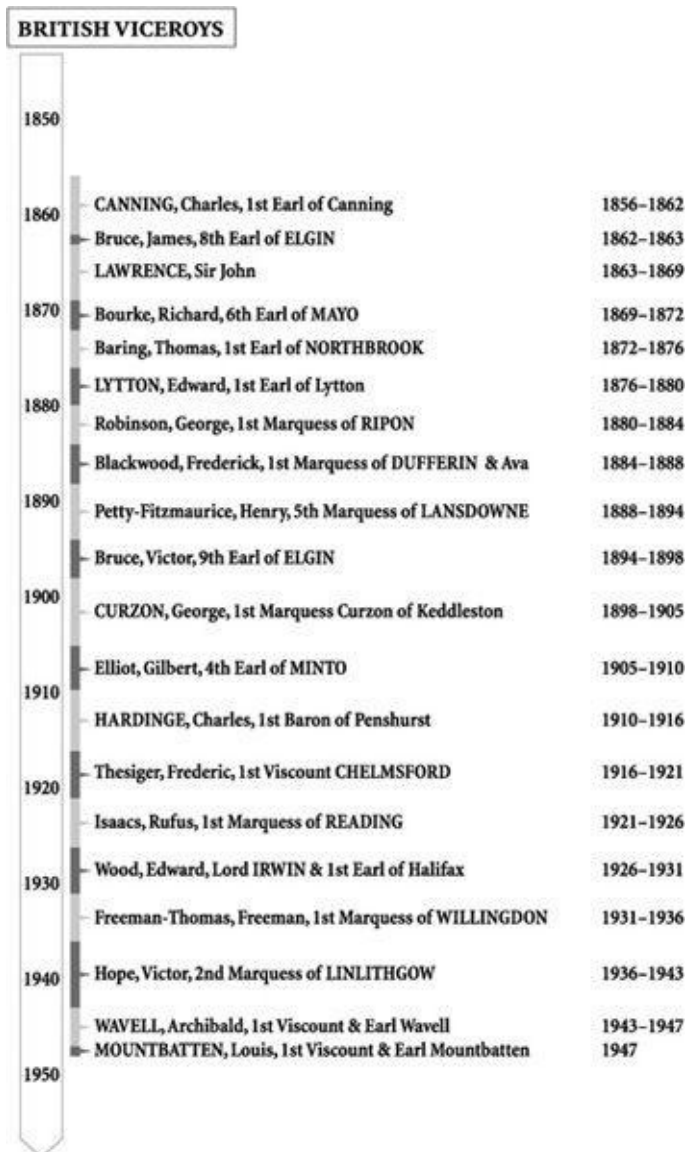 BRITISH VICEROYS
1850
1860
1870
1880
1890
1900
1910
1920
1930
1940
1950
CANNING, Charles, 1st Earl of Canning 1856–1862
Bruce, James, 8th Earl of ELGIN 1862–1863
LAWRENCE, Sir John 1863–1869
Bourke, Richard, 6th Earl of MAYO 1869–1872
Baring, Thomas, 1st Earl of NORTHBROOK 1872–1876
LYTTON, Edward, 1st Earl of Lytton 1876–1880
Robinson, George, 1st Marquess of RIPON 1880–1884
Blackwood, Frederick, 1st Marquess of DUFFERIN & Ava 1884–1888
Petty-Fitzmaurice, Henry, 5th Marquess of LANSDOWNE 1888–1894
Bruce, Victor, 9th Earl of ELGIN 1894–1898
CURZON, George, 1st Marquess Curzon of Keddleston 1898–1905
Elliot, Gilbert, 4th Earl of MINTO 1905–1910
HARDINGE, Charles, 1st Baron of Penshurst 1910–1916
Thesiger, Frederic, 1st Viscount CHELMSFORD 1916–1921
Isaacs, Rufus, 1st Marquess of READING 1921–1926
Wood, Edward, Lord IRWIN & 1st Earl of Halifax 1926–1931
Freeman-Thomas, Freeman, 1st Marquess of WILLINGDON 1931–1936
Hope, Victor, 2nd Marquess of LINLITHGOW 1936–1943
WAVELL, Archibald, 1st Viscount & Earl Wavell 1943–1947
MOUNTBATTEN, Louis, 1st Viscount & Earl Mountbatten 1947